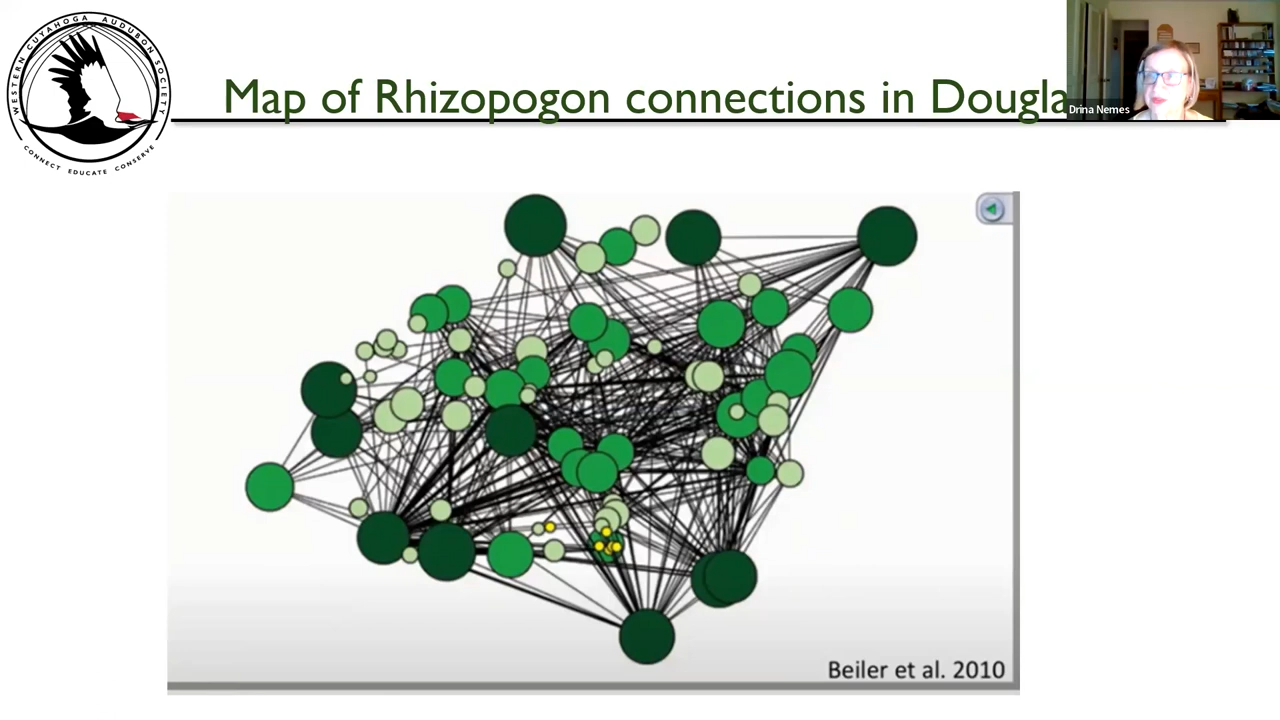 WESTERN CUYAHOGA AUDUBON SOCIETY
CONNECT EDUCATE CONSERVE
Map of Rhizopogon connections in Dougla
Drina Nemes
Beiler et al. 2010